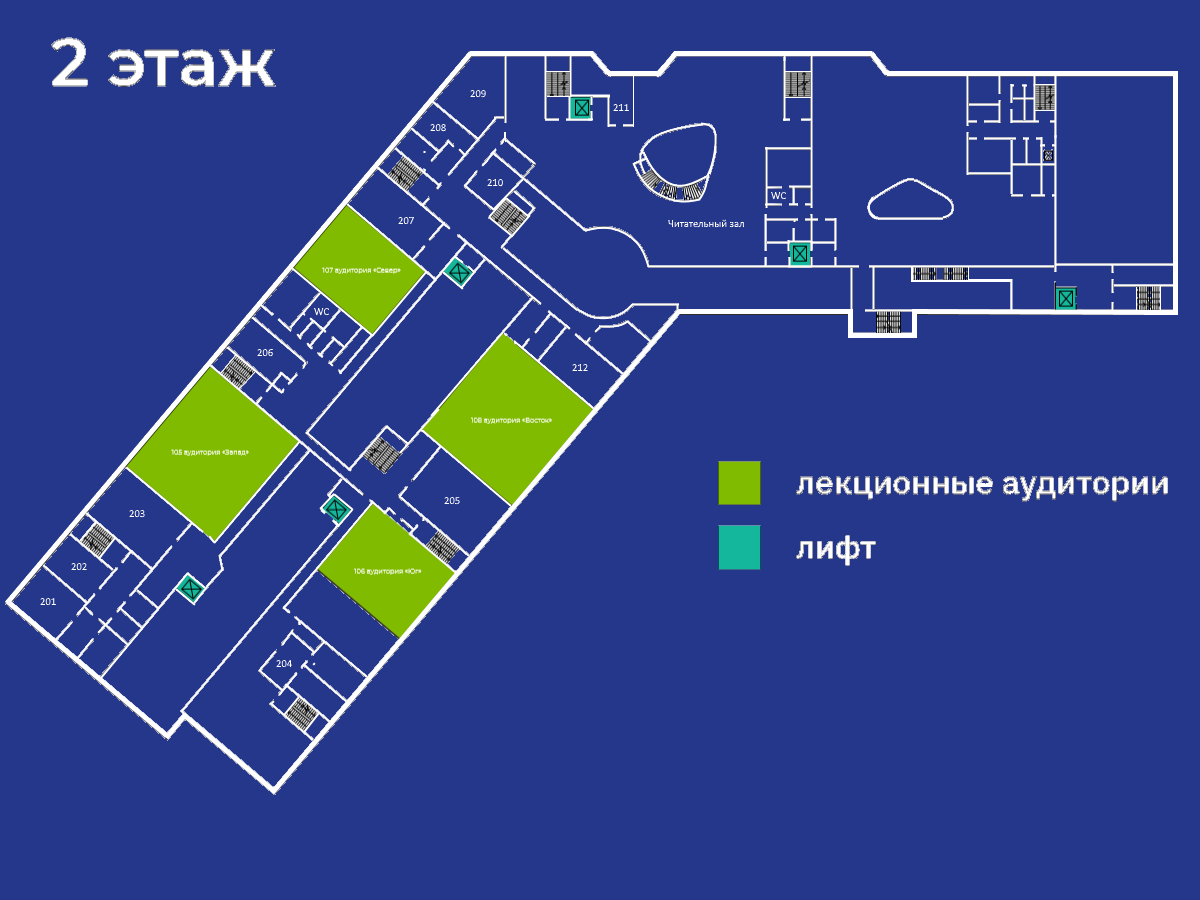 2 этаж
209
211
208
210
WC
207
Читательный зал
107 аудитория «Север»
WC
206
212
108 аудитория «Восток»
105 аудитория «Запад»
лекционные аудитории
205
203
лифт
202
106 аудитория «Юг»
201
204